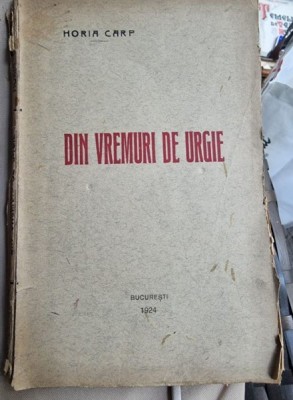 HORIA CARP
DIN VREMURI DE URGIE
BUCUREȘTI
1924